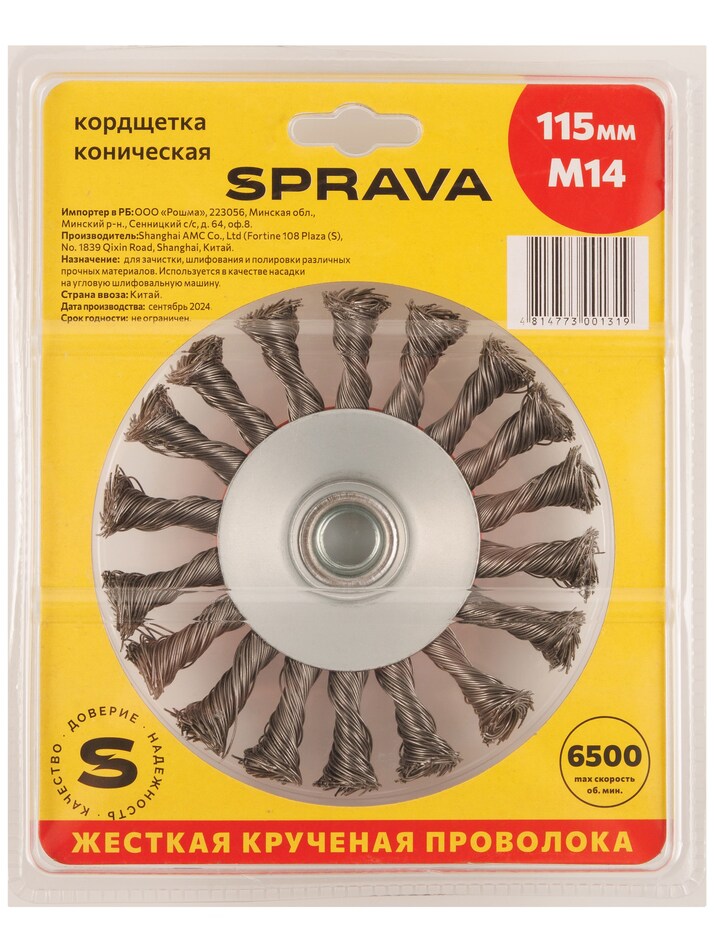 кордщетка
коническая
SPRAVA
115мм
М14
Импортер в РБ:ООО «Рошма», 223056, Минская обл.,
Минский р-н., Сенницкий с/с, д. 64, оф.8.
Производитель:Shanghai AMC Co., Ltd (Fortine 108 Plaza (S),
No. 1839 Qixin Road, Shanghai, Китай.
Назначение: для зачистки, шлифования и полировки различных
прочных материалов. Используется в качестве насадки
на угловую шлифовальную машину.
Страна ввоза: Китай.
Дата производства: сентябрь 2024.
Срок годности: не ограничен.
4 814773 001319
S
ДОВЕРИЕ · НАДЕЖНОСТЬ · КАЧЕСТВО ·
6500
max скорость
об. мин.
ЖЕСТКАЯ КРУЧЕНАЯ ПРОВОЛОКА